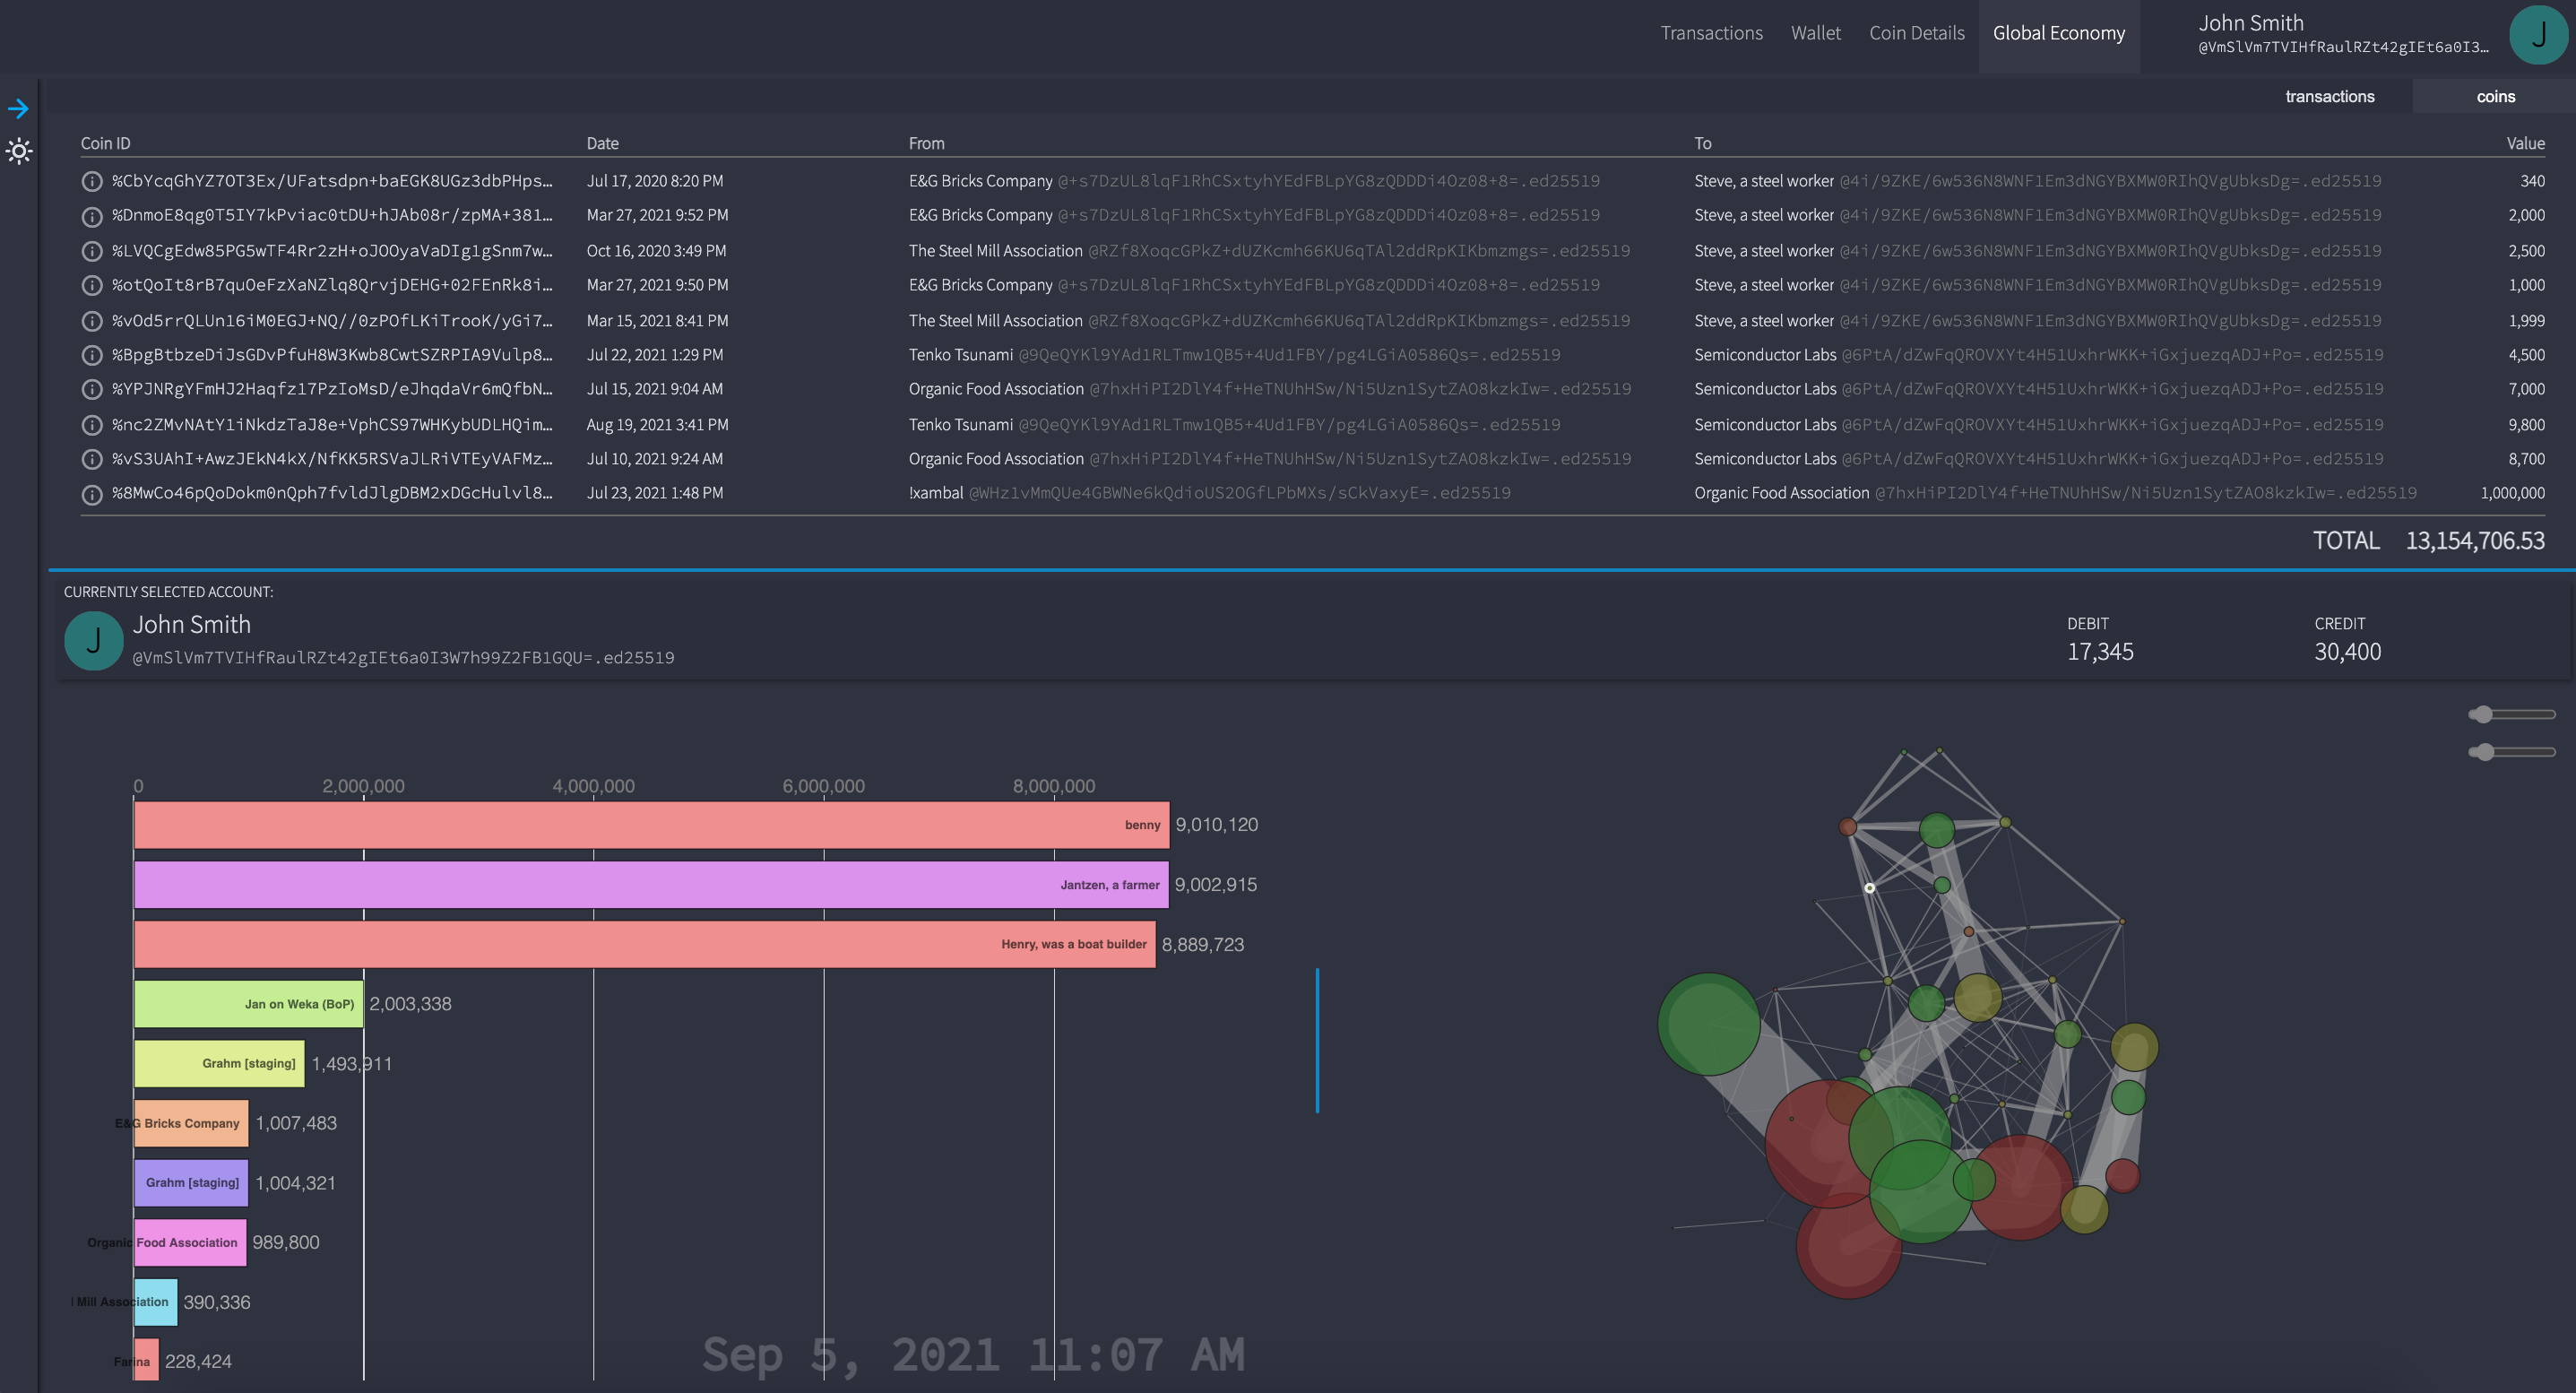 Transactions Wallet Coin Details Global Economy John Smith J
@VmSlVm7TVIHfRaulRZt42gIEt6a0I3…
transactions coins
Coin ID Date From To Value
%CbYcqGhYZ7OT3Ex/UFatsdpn+baEGK8UGz3dbPHps… Jul 17, 2020 8:20 PM E&G Bricks Company @+s7DzUL8lqF1RhCSxtyhYEdFBLpYG8zQDDDi4Oz08+8=.ed25519 Steve, a steel worker @4i/9ZKE/6w536N8WNF1Em3dNGYBXMW0RIhQVgUbksDg=.ed25519 340
%DnmoE8qg0T5IY7kPviac0tDU+hJAb08r/zpMA+381… Mar 27, 2021 9:52 PM E&G Bricks Company @+s7DzUL8lqF1RhCSxtyhYEdFBLpYG8zQDDDi4Oz08+8=.ed25519 Steve, a steel worker @4i/9ZKE/6w536N8WNF1Em3dNGYBXMW0RIhQVgUbksDg=.ed25519 2,000
%LVQCgEdw85PG5wTF4Rr2zH+oJOOyaVaDIg1gSnm7w… Oct 16, 2020 3:49 PM The Steel Mill Association @RZf8XoqcGPkZ+dUZKcmh66KU6qTAl2ddRpKIKbmzmgs=.ed25519 Steve, a steel worker @4i/9ZKE/6w536N8WNF1Em3dNGYBXMW0RIhQVgUbksDg=.ed25519 2,500
%otQoIt8rB7quOeFzXaNZlq8QrvjDEHG+02FEnRk8i… Mar 27, 2021 9:50 PM E&G Bricks Company @+s7DzUL8lqF1RhCSxtyhYEdFBLpYG8zQDDDi4Oz08+8=.ed25519 Steve, a steel worker @4i/9ZKE/6w536N8WNF1Em3dNGYBXMW0RIhQVgUbksDg=.ed25519 1,000
%vOd5rrQLUn16iM0EGJ+NQ//0zPOfLKiTrooK/yGi7… Mar 15, 2021 8:41 PM The Steel Mill Association @RZf8XoqcGPkZ+dUZKcmh66KU6qTAl2ddRpKIKbmzmgs=.ed25519 Steve, a steel worker @4i/9ZKE/6w536N8WNF1Em3dNGYBXMW0RIhQVgUbksDg=.ed25519 1,999
%BpgBtbzeDiJsGDvPfuH8W3Kwb8CwtSZRPIA9Vulp8… Jul 22, 2021 1:29 PM Tenko Tsunami @9QeQYKl9YAd1RLTmw1QB5+4Ud1FBY/pg4LGiA0586Qs=.ed25519 Semiconductor Labs @6PtA/dZwFqQROVXYt4H51UxhrWKK+iGxjuezqADJ+Po=.ed25519 4,500
%YPJNRgYFmHJ2Haqfz17PzIoMsD/eJhqdaVr6mQfbN… Jul 15, 2021 9:04 AM Organic Food Association @7hxHiPI2DlY4f+HeTNUhHSw/Ni5Uzn1SytZAO8kzkIw=.ed25519 Semiconductor Labs @6PtA/dZwFqQROVXYt4H51UxhrWKK+iGxjuezqADJ+Po=.ed25519 7,000
%nc2ZMvNAtY1iNkdzTaJ8e+VphCS97WHKybUDLHQim… Aug 19, 2021 3:41 PM Tenko Tsunami @9QeQYKl9YAd1RLTmw1QB5+4Ud1FBY/pg4LGiA0586Qs=.ed25519 Semiconductor Labs @6PtA/dZwFqQROVXYt4H51UxhrWKK+iGxjuezqADJ+Po=.ed25519 9,800
%vS3UAhI+AwzJEkN4kX/NfKK5RSVaJLRiVTEyVAFMz… Jul 10, 2021 9:24 AM Organic Food Association @7hxHiPI2DlY4f+HeTNUhHSw/Ni5Uzn1SytZAO8kzkIw=.ed25519 Semiconductor Labs @6PtA/dZwFqQROVXYt4H51UxhrWKK+iGxjuezqADJ+Po=.ed25519 8,700
%8MwCo46pQoDokm0nQph7fvldJlgDBM2xDGcHulvl8… Jul 23, 2021 1:48 PM !xambal @WHz1vMmQUe4GBWNe6kQdioUS2OGfLPbMXs/sCkVaxyE=.ed25519 Organic Food Association @7hxHiPI2DlY4f+HeTNUhHSw/Ni5Uzn1SytZAO8kzkIw=.ed25519 1,000,000
TOTAL 13,154,706.53
CURRENTLY SELECTED ACCOUNT:
J John Smith
@VmSlVm7TVIHfRaulRZt42gIEt6a0I3W7h99Z2FB1GQU=.ed25519
DEBIT CREDIT
17,345 30,400
0 2,000,000 4,000,000 6,000,000 8,000,000
benny 9,010,120
Jantzen, a farmer 9,002,915
Henry, was a boat builder 8,889,723
Jan on Weka (BoP) 2,003,338
Grahm [staging] 1,493,911
E&G Bricks Company 1,007,483
Grahm [staging] 1,004,321
Organic Food Association 989,800
l Mill Association 390,336
Farina 228,424
Sep 5, 2021 11:07 AM